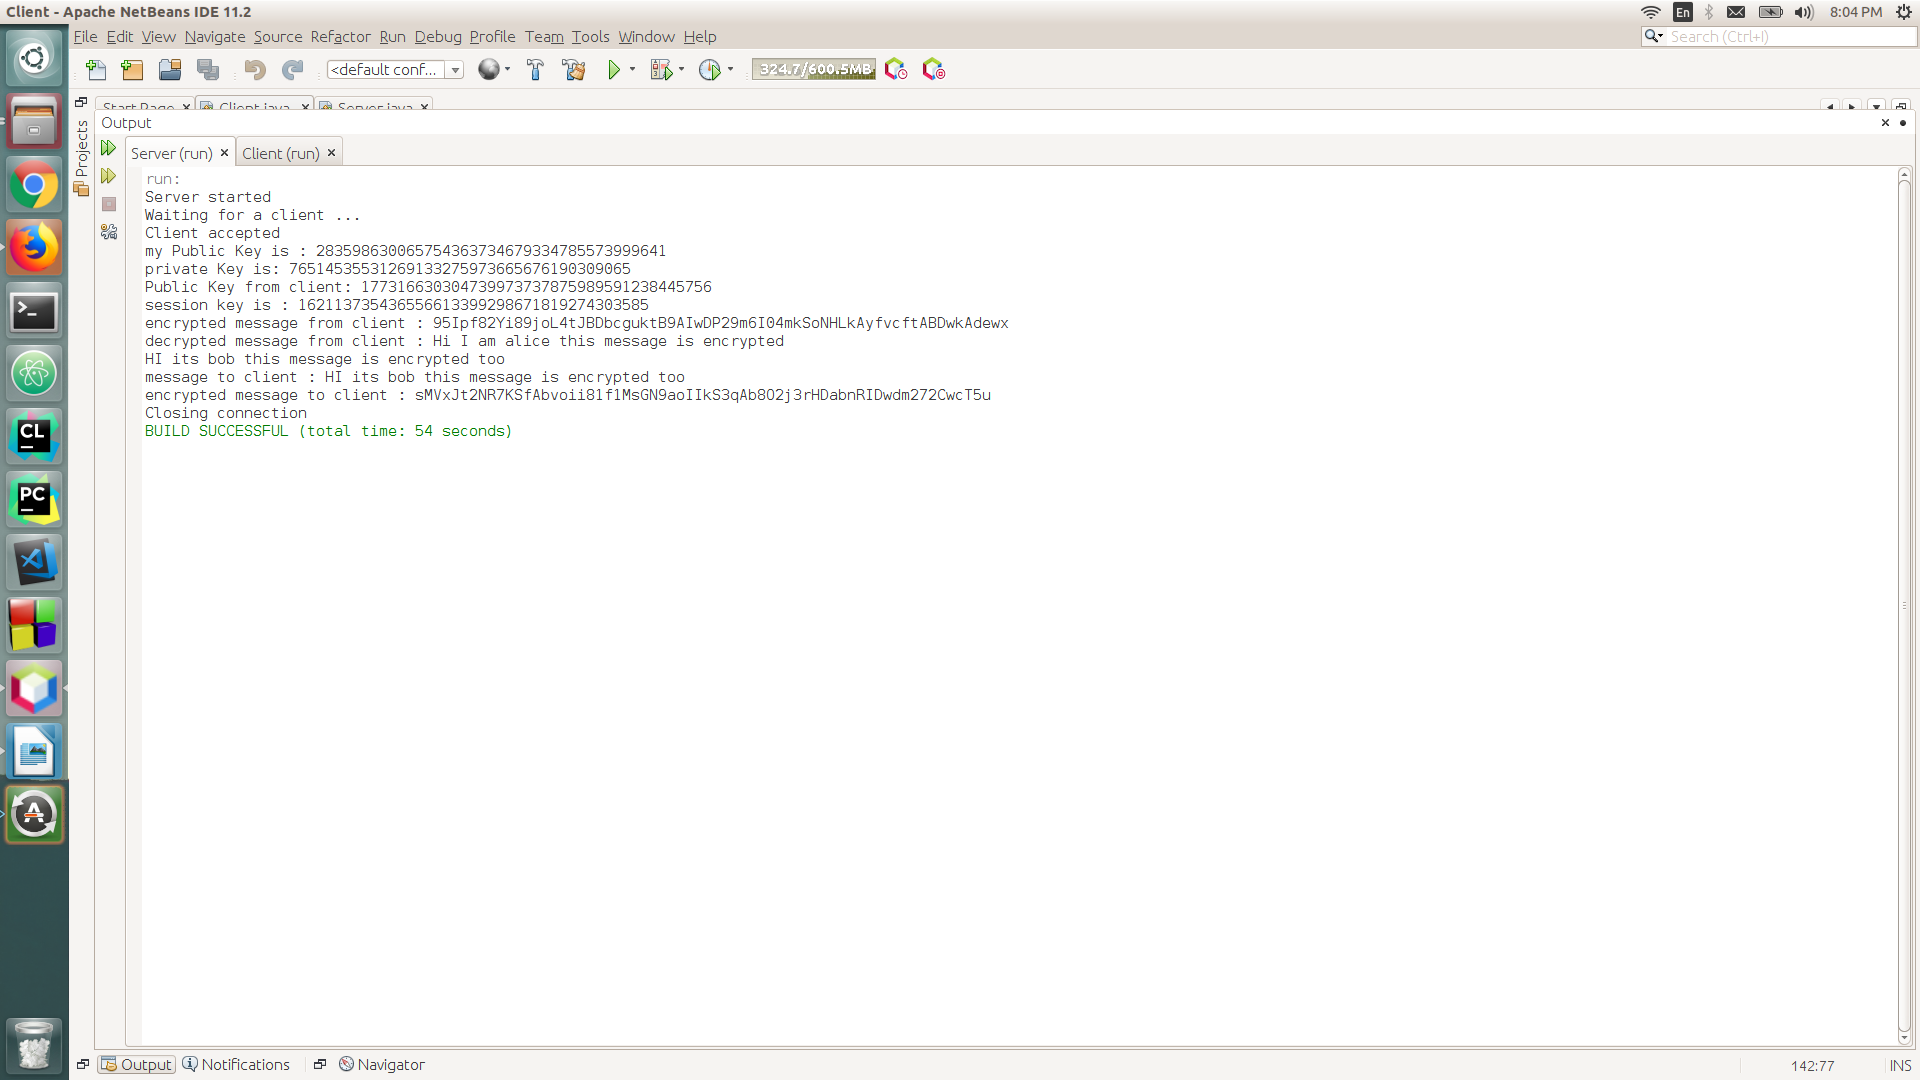 Client - Apache NetBeans IDE 11.2
En
8:04 PM
File Edit View Navigate Source Refactor Run Debug Profile Team Tools Window Help
Search (Ctrl+I)
<default conf...
324.7/600.5MB
Start Page Client.java Server.java
Projects
Output
Server (run) Client (run)
run:
Server started
Waiting for a client ...
Client accepted
my Public Key is : 283598630065754363734679334785573999641
private Key is: 76514535531269133275973665676190309065
Public Key from client: 177316630304739973737875989591238445756
session key is : 162113735436556613399298671819274303585
encrypted message from client : 95Ipf82Yi89joL4tJBDbcguktB9AIwDP29m6I04mkSoNHLkAyfvcftABDwkAdewx
decrypted message from client : Hi I am alice this message is encrypted
HI its bob this message is encrypted too
message to client : HI its bob this message is encrypted too
encrypted message to client : sMVxJt2NR7KSfAbvoii81f1MsGN9aoIIkS3qAb8O2j3rHDabnRIDwdm272CwcT5u
Closing connection
BUILD SUCCESSFUL (total time: 54 seconds)
CL
PC
Output Notifications Navigator
142:77 INS